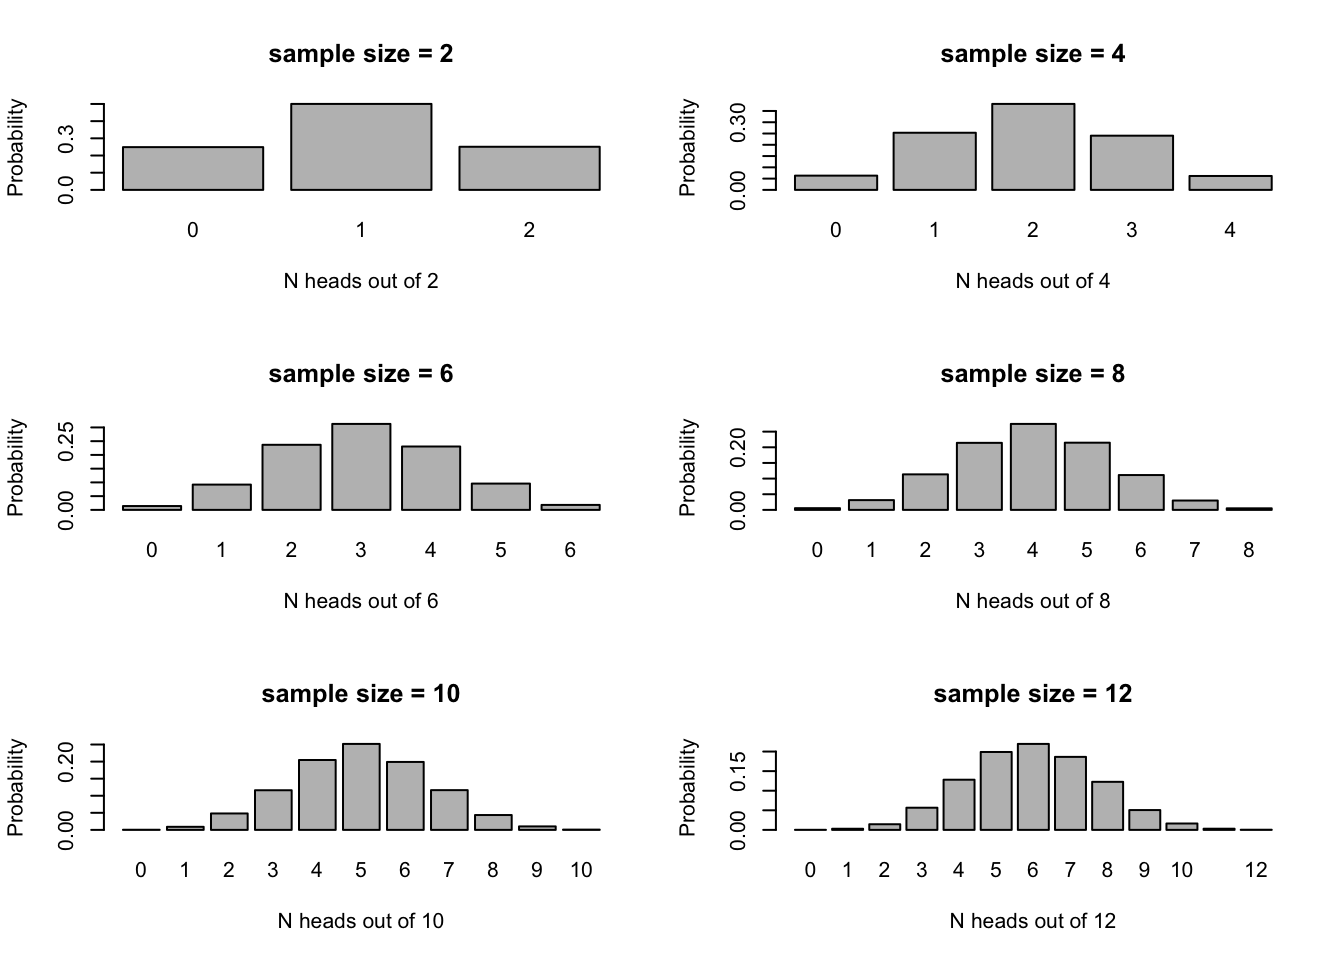 sample size = 2
Probability
0.0 0.3
0 1 2
N heads out of 2
sample size = 4
Probability
0.00 0.30
0 1 2 3 4
N heads out of 4
sample size = 6
Probability
0.00 0.25
0 1 2 3 4 5 6
N heads out of 6
sample size = 8
Probability
0.00 0.20
0 1 2 3 4 5 6 7 8
N heads out of 8
sample size = 10
Probability
0.00 0.20
0 1 2 3 4 5 6 7 8 9 10
N heads out of 10
sample size = 12
Probability
0.00 0.15
0 1 2 3 4 5 6 7 8 9 10 12
N heads out of 12